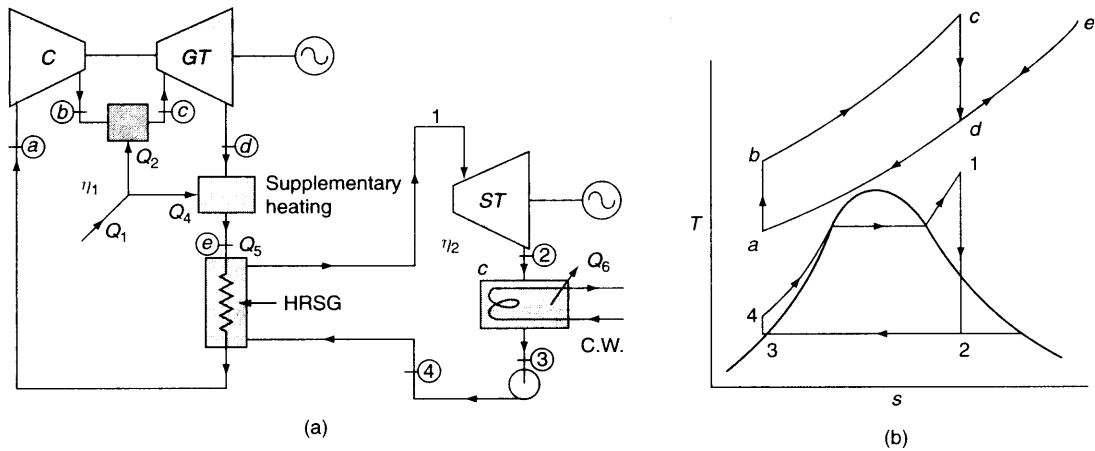 C
GT
b
c
a
Q2
d
η1
Q4
Supplementary
heating
Q1
e
Q5
HRSG
1
ST
η2
2
c
Q6
C.W.
3
4
(a)
c
e
b
d
1
T
a
4
3
2
s
(b)